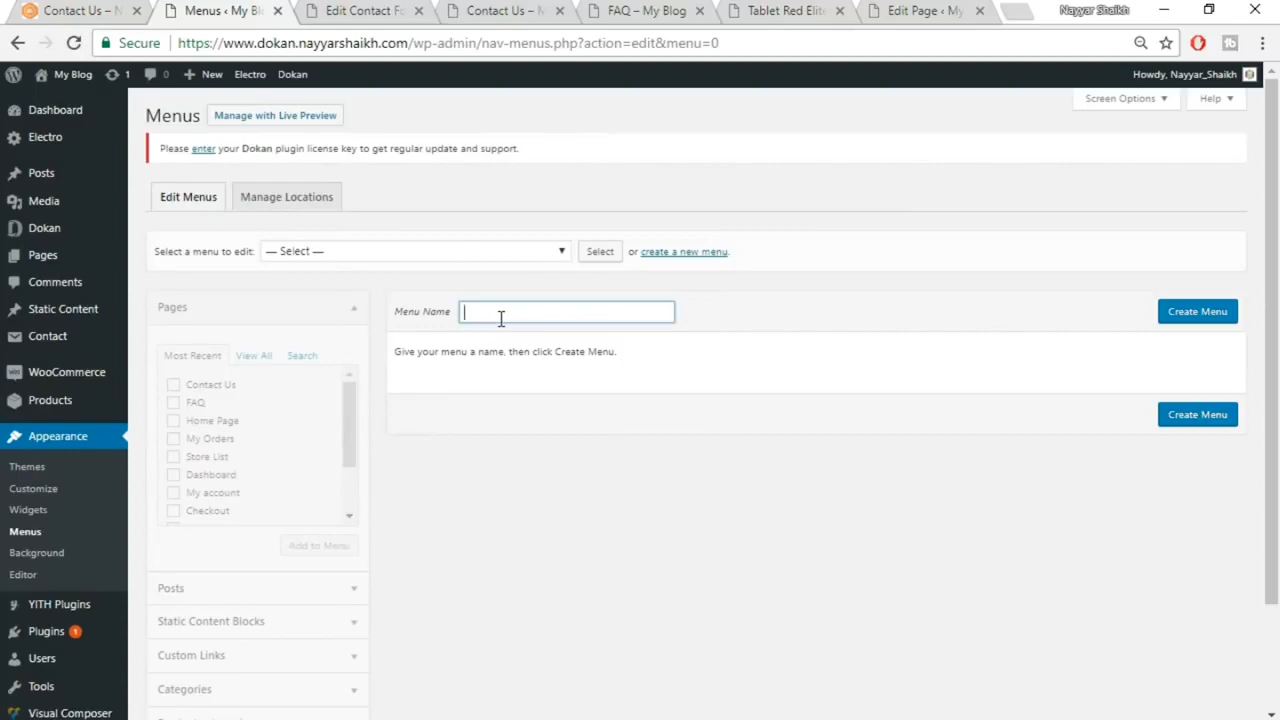 Contact Us – N
Menus ‹ My Bl
Edit Contact Fo
Contact Us – M
FAQ – My Blog
Tablet Red Elite
Edit Page ‹ My
Nayyar Shaikh
Secure
https://www.dokan.nayyarshaikh.com/wp-admin/nav-menus.php?action=edit&menu=0
My Blog
1
0
New
Electro
Dokan
Howdy, Nayyar_Shaikh
Dashboard
Electro
Posts
Media
Dokan
Pages
Comments
Static Content
Contact
WooCommerce
Products
Appearance
Themes
Customize
Widgets
Menus
Background
Editor
YITH Plugins
Plugins 1
Users
Tools
Visual Composer
Screen Options ▼
Help ▼
Menus
Manage with Live Preview
Please enter your Dokan plugin license key to get regular update and support.
Edit Menus
Manage Locations
Select a menu to edit:
— Select —
Select
or create a new menu.
Pages
Most Recent
View All
Search
Contact Us
FAQ
Home Page
My Orders
Store List
Dashboard
My account
Checkout
Add to Menu
Posts
Static Content Blocks
Custom Links
Categories
Menu Name
Create Menu
Give your menu a name, then click Create Menu.
Create Menu